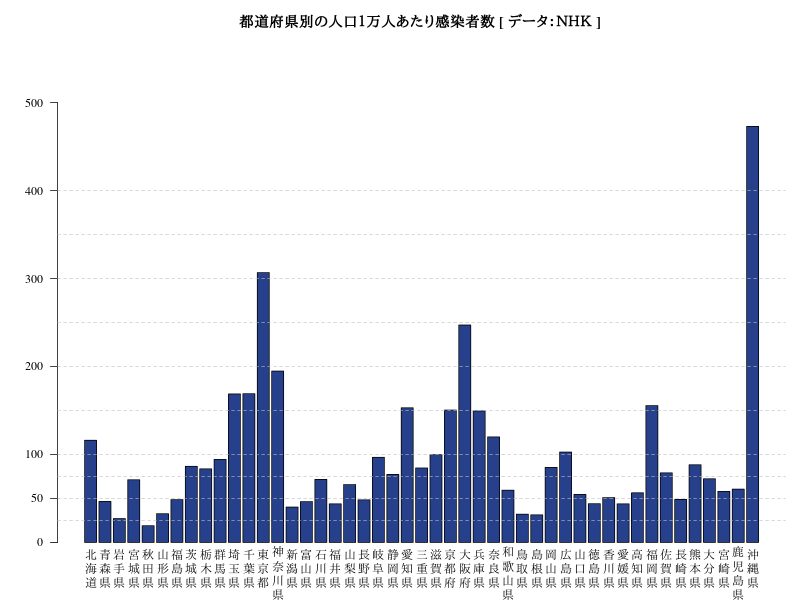 都道府県別の人口1万人あたり感染者数 [ データ：NHK ]
500
400
300
200
100
50
0
北海道
青森県
岩手県
宮城県
秋田県
山形県
福島県
茨城県
栃木県
群馬県
埼玉県
千葉県
東京都
神奈川県
新潟県
富山県
石川県
福井県
山梨県
長野県
岐阜県
静岡県
愛知県
三重県
滋賀県
京都府
大阪府
兵庫県
奈良県
和歌山県
鳥取県
島根県
岡山県
広島県
山口県
徳島県
香川県
愛媛県
高知県
福岡県
佐賀県
長崎県
熊本県
大分県
宮崎県
鹿児島県
沖縄県